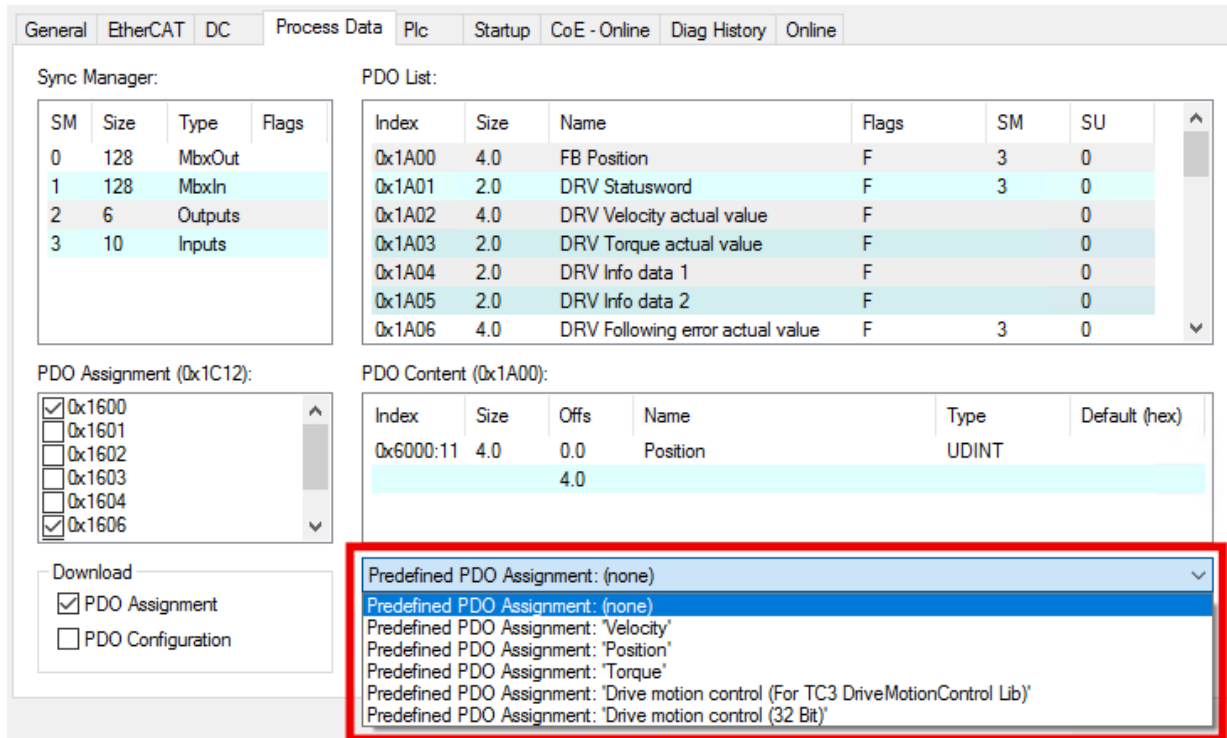 General EtherCAT DC Process Data Plc Startup CoE - Online Diag History Online
Sync Manager:
SM Size Type Flags
0 128 MbxOut
1 128 MbxIn
2 6 Outputs
3 10 Inputs
PDO List:
Index Size Name Flags SM SU
0x1A00 4.0 FB Position F 3 0
0x1A01 2.0 DRV Statusword F 3 0
0x1A02 4.0 DRV Velocity actual value F 0
0x1A03 2.0 DRV Torque actual value F 0
0x1A04 2.0 DRV Info data 1 F 0
0x1A05 2.0 DRV Info data 2 F 0
0x1A06 4.0 DRV Following error actual value F 3 0
PDO Assignment (0x1C12):
0x1600
0x1601
0x1602
0x1603
0x1604
0x1606
PDO Content (0x1A00):
Index Size Offs Name Type Default (hex)
0x6000:11 4.0 0.0 Position UDINT
4.0
Download
PDO Assignment
PDO Configuration
Predefined PDO Assignment: (none)
Predefined PDO Assignment: (none)
Predefined PDO Assignment: 'Velocity'
Predefined PDO Assignment: 'Position'
Predefined PDO Assignment: 'Torque'
Predefined PDO Assignment: 'Drive motion control (For TC3 DriveMotionControl Lib)'
Predefined PDO Assignment: 'Drive motion control (32 Bit)'